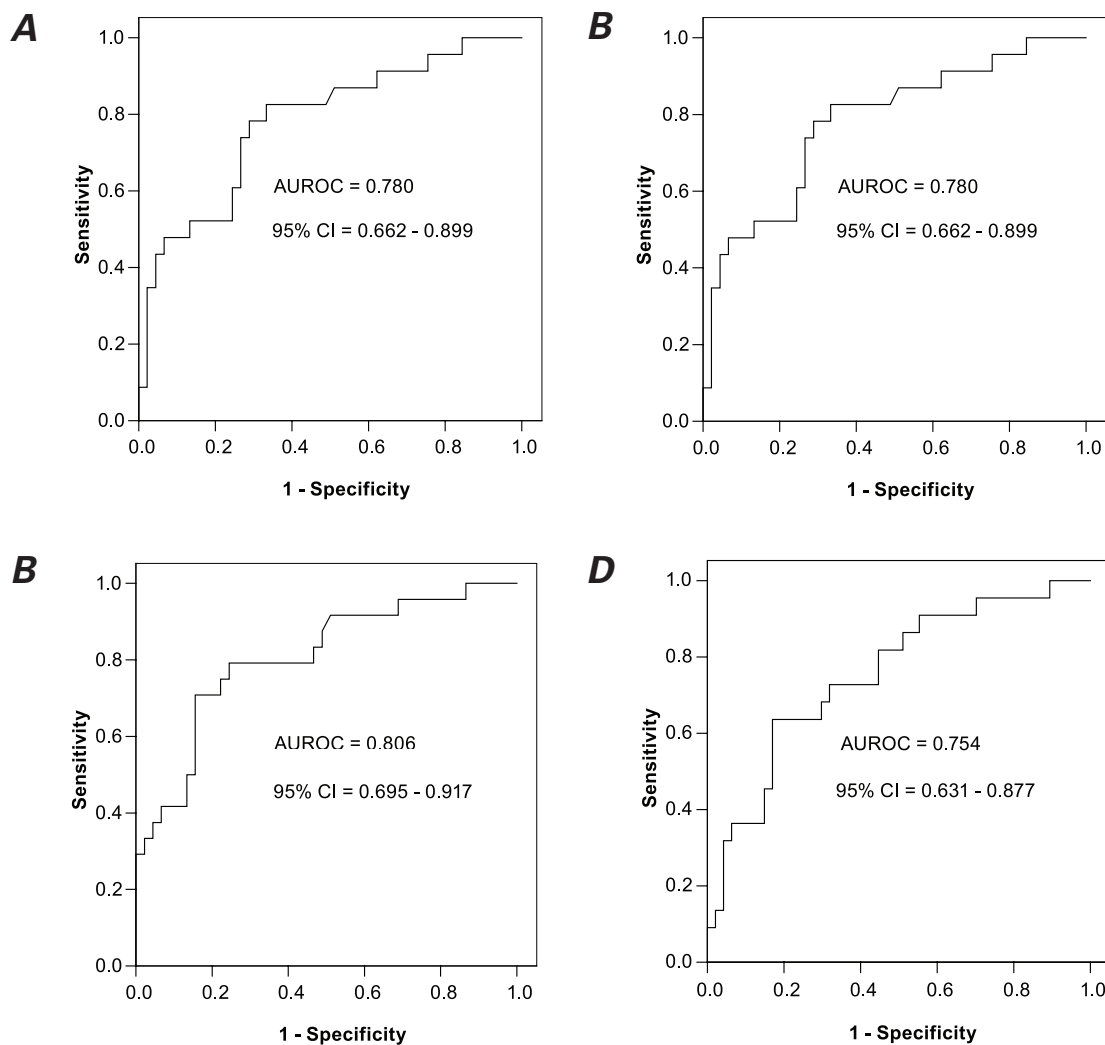 A
1.0
0.8
0.6
0.4
0.2
0.0
Sensitivity
AUROC = 0.780
95% CI = 0.662 - 0.899
0.0 0.2 0.4 0.6 0.8 1.0
1 - Specificity
B
1.0
0.8
0.6
0.4
0.2
0.0
Sensitivity
AUROC = 0.780
95% CI = 0.662 - 0.899
0.0 0.2 0.4 0.6 0.8 1.0
1 - Specificity
B
1.0
0.8
0.6
0.4
0.2
0.0
Sensitivity
AUROC = 0.806
95% CI = 0.695 - 0.917
0.0 0.2 0.4 0.6 0.8 1.0
1 - Specificity
D
1.0
0.8
0.6
0.4
0.2
0.0
Sensitivity
AUROC = 0.754
95% CI = 0.631 - 0.877
0.0 0.2 0.4 0.6 0.8 1.0
1 - Specificity